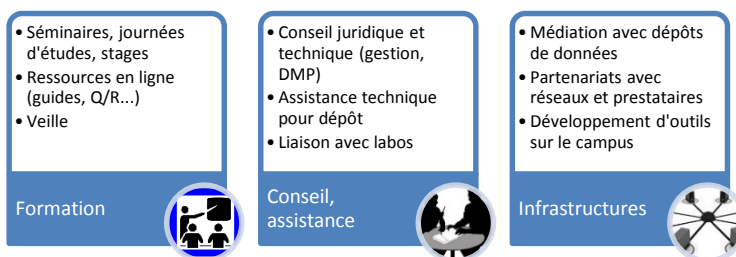 • Séminaires, journées
d'études, stages
• Ressources en ligne
(guides, Q/R...)
• Veille
Formation
• Conseil juridique et
technique (gestion,
DMP)
• Assistance technique
pour dépôt
• Liaison avec labos
Conseil,
assistance
• Médiation avec dépôts
de données
• Partenariats avec
réseaux et prestataires
• Développement d'outils
sur le campus
Infrastructures